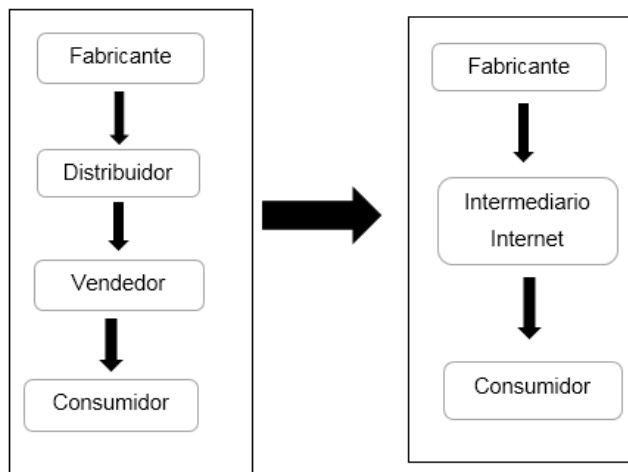 Fabricante
Distribuidor
Vendedor
Consumidor
Fabricante
Intermediario
Internet
Consumidor